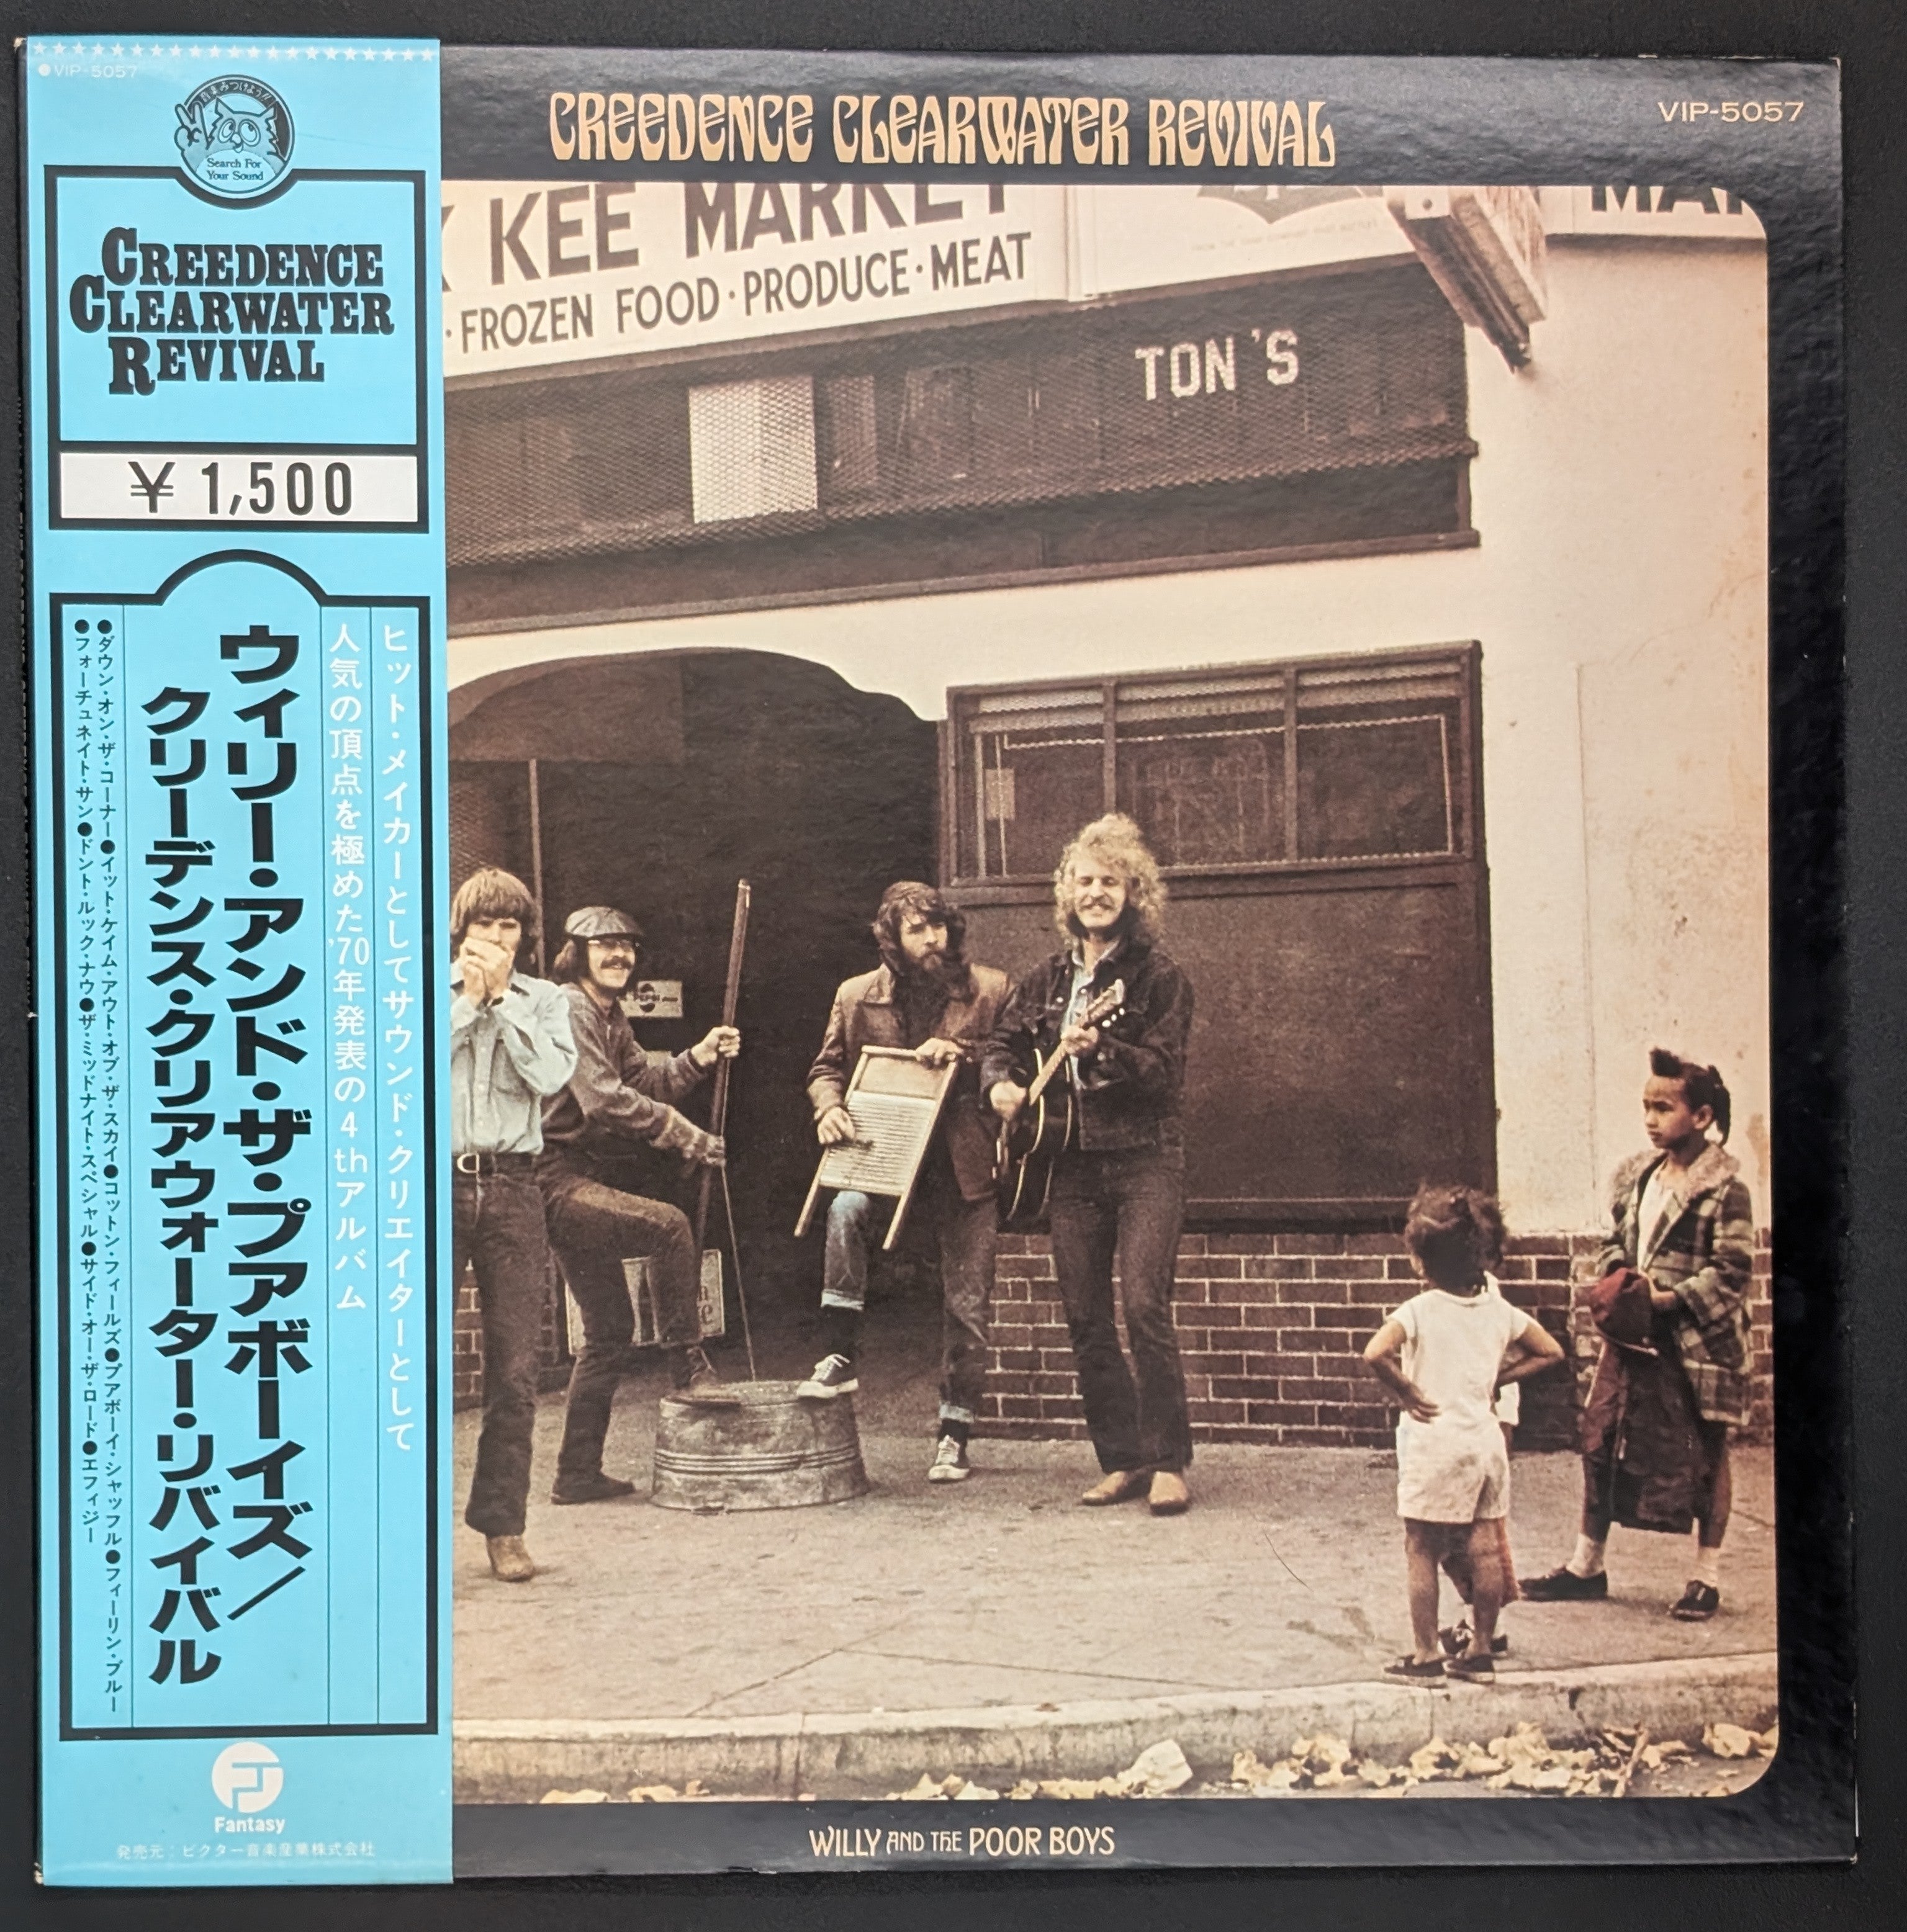 ●VIP-5057
音をみつけよう!!
Search For
Your Sound
CREEDENCE
CLEARWATER
REVIVAL
¥1,500
ヒット・メイカーとしてサウンド・クリエイターとして
人気の頂点を極めた'70年発表の4thアルバム
ウィリー・アンド・ザ・プアボーイズ/
クリーデンス・クリアウォーター・リバイバル
●ダウン・オン・ザ・コーナー●イット・ケイム・アウト・オブ・ザ・スカイ●コットン・フィールズ●プアボーイ・シャッフル●フィーリン・ブルー
●フォーチュネイト・サン●ドント・ルック・ナウ●ザ・ミッドナイト・スペシャル●サイド・オー・ザ・ロード●エフィジー
Fantasy
発売元:ビクター音楽産業株式会社
CREEDENCE CLEARWATER REVIVAL
VIP-5057
KEE MARKET
·FROZEN FOOD·PRODUCE·MEAT
MAR
TON'S
PEPSI
WILLY AND THE POOR BOYS